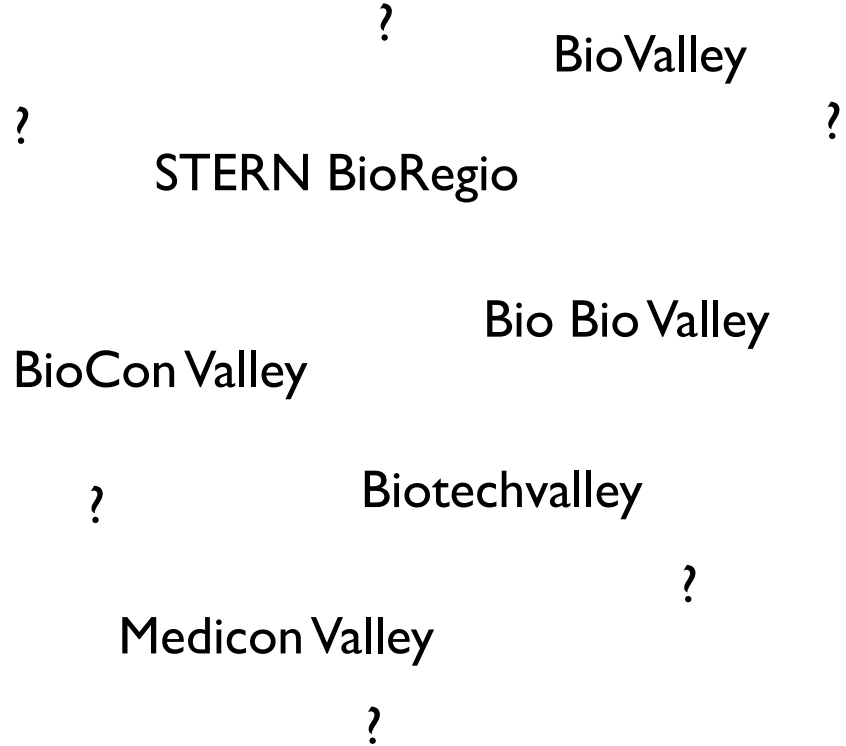 ?
BioValley
?
?
STERN BioRegio
Bio Bio Valley
BioCon Valley
Biotechvalley
?
?
Medicon Valley
?